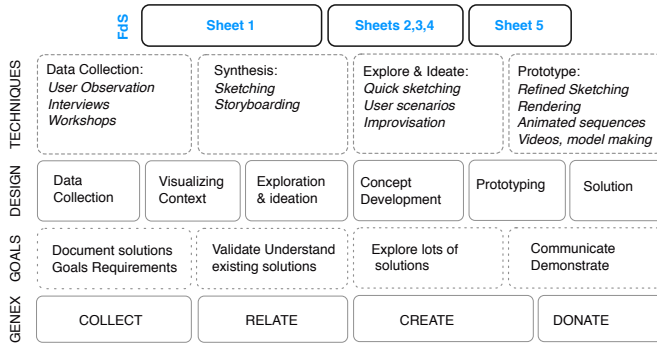 FdS
Sheet 1
Sheets 2,3,4
Sheet 5
TECHNIQUES
Data Collection:
User Observation
Interviews
Workshops
Synthesis:
Sketching
Storyboarding
Explore & Ideate:
Quick sketching
User scenarios
Improvisation
Prototype:
Refined Sketching
Rendering
Animated sequences
Videos, model making
DESIGN
Data
Collection
Visualizing
Context
Exploration
& ideation
Concept
Development
Prototyping
Solution
GOALS
Document solutions
Goals Requirements
Validate Understand
existing solutions
Explore lots of
solutions
Communicate
Demonstrate
GENEX
COLLECT
RELATE
CREATE
DONATE